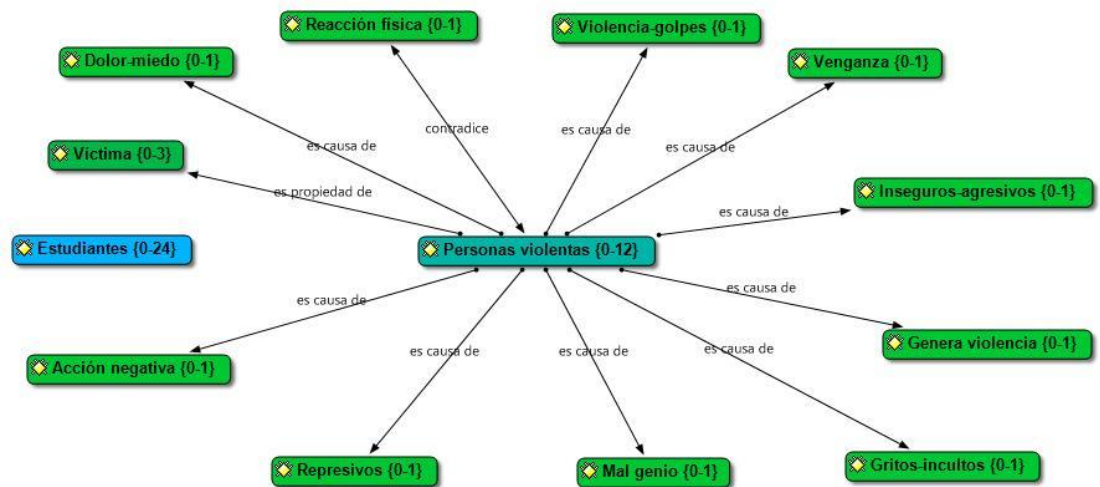 Reacción física {0-1}
Violencia-golpes {0-1}
Dolor-miedo {0-1}
Venganza {0-1}
contradice
es causa de
es causa de
es causa de
Víctima {0-3}
es propiedad de
Inseguros-agresivos {0-1}
es causa de
Estudiantes {0-24}
Personas violentas {0-12}
es causa de
es causa de
Genera violencia {0-1}
es causa de
es causa de
es causa de
Acción negativa {0-1}
Represivos {0-1}
Mal genio {0-1}
Gritos-incultos {0-1}